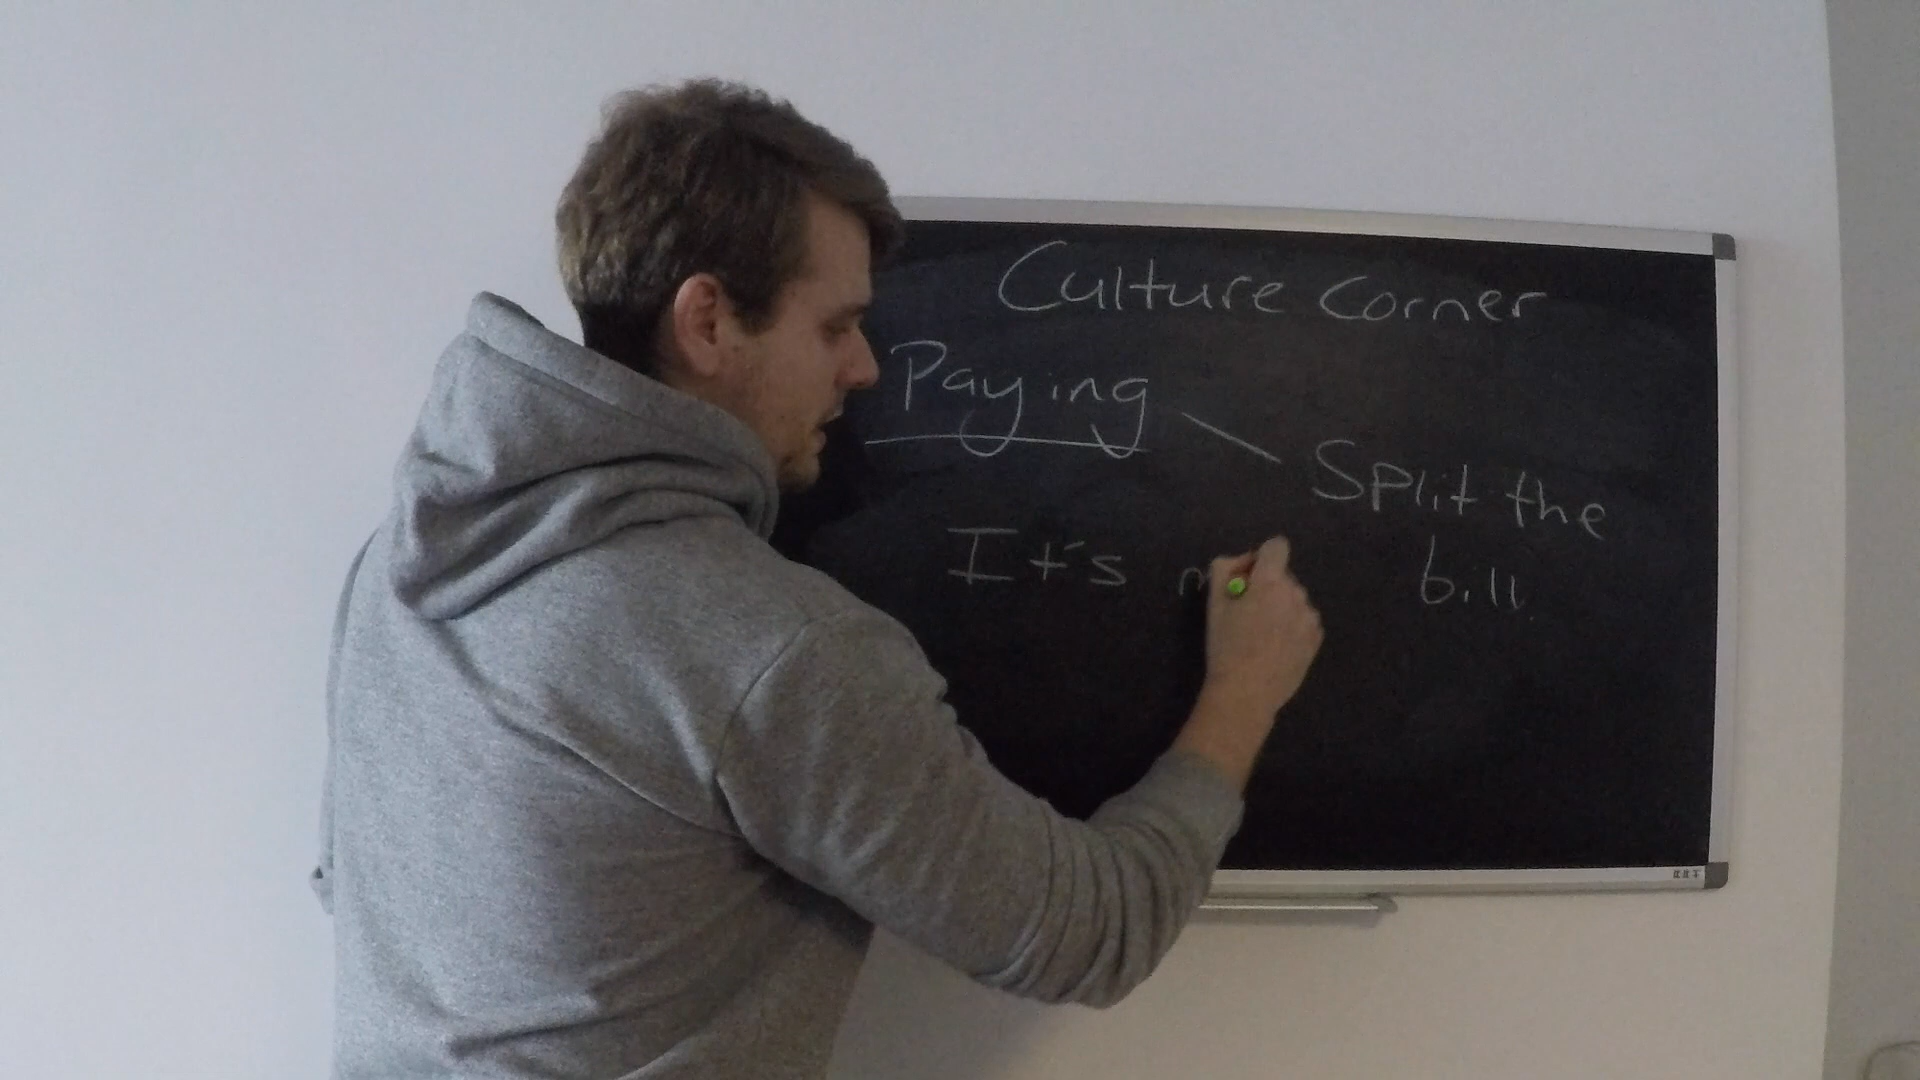 Culture Corner
Paying
Split the
bill
It's m